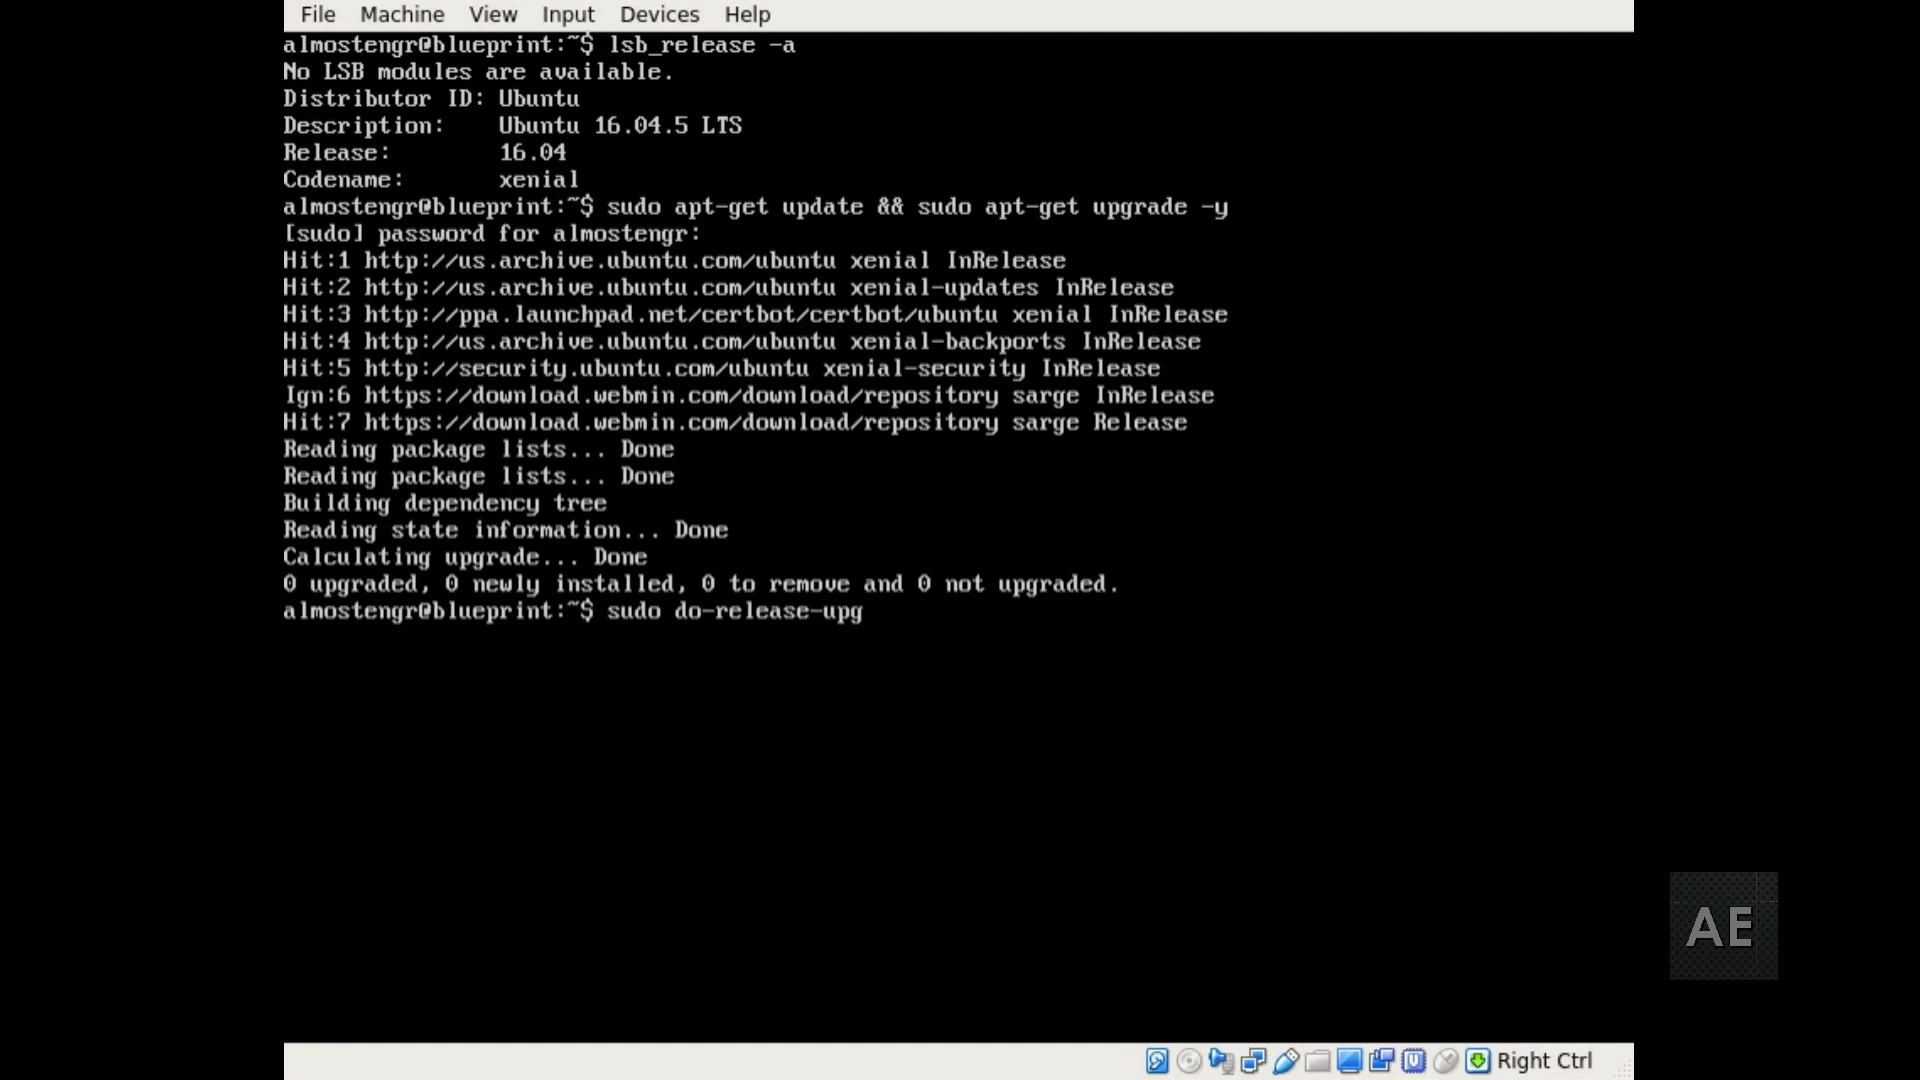 File Machine View Input Devices Help
almostengr@blueprint:~$ lsb_release -a
No LSB modules are available.
Distributor ID: Ubuntu
Description:    Ubuntu 16.04.5 LTS
Release:        16.04
Codename:       xenial
almostengr@blueprint:~$ sudo apt-get update && sudo apt-get upgrade -y
[sudo] password for almostengr:
Hit:1 http://us.archive.ubuntu.com/ubuntu xenial InRelease
Hit:2 http://us.archive.ubuntu.com/ubuntu xenial-updates InRelease
Hit:3 http://ppa.launchpad.net/certbot/certbot/ubuntu xenial InRelease
Hit:4 http://us.archive.ubuntu.com/ubuntu xenial-backports InRelease
Hit:5 http://security.ubuntu.com/ubuntu xenial-security InRelease
Ign:6 https://download.webmin.com/download/repository sarge InRelease
Hit:7 https://download.webmin.com/download/repository sarge Release
Reading package lists... Done
Reading package lists... Done
Building dependency tree
Reading state information... Done
Calculating upgrade... Done
0 upgraded, 0 newly installed, 0 to remove and 0 not upgraded.
almostengr@blueprint:~$ sudo do-release-upg
AE
Right Ctrl